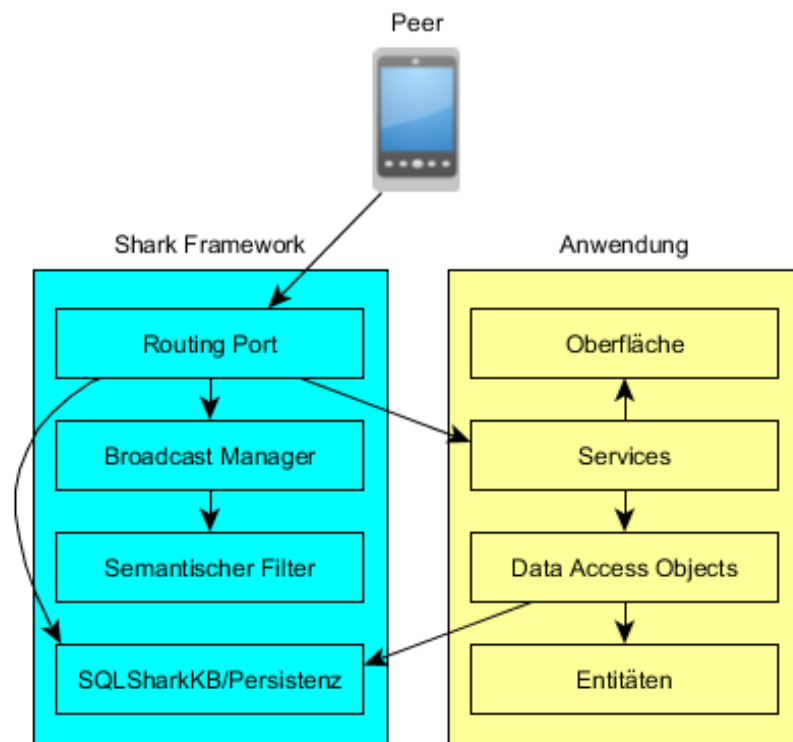 Peer
Shark Framework
Anwendung
Routing Port
Oberfläche
Broadcast Manager
Services
Semantischer Filter
Data Access Objects
SQLSharkKB/Persistenz
Entitäten